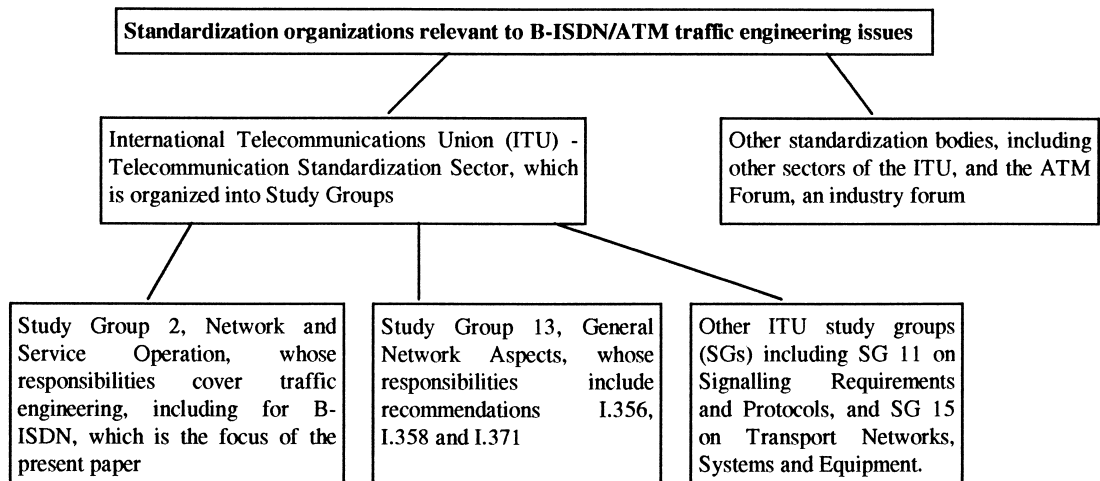 Standardization organizations relevant to B-ISDN/ATM traffic engineering issues
International Telecommunications Union (ITU) -
Telecommunication Standardization Sector, which
is organized into Study Groups
Other standardization bodies, including
other sectors of the ITU, and the ATM
Forum, an industry forum
Study Group 2, Network and
Service Operation, whose
responsibilities cover traffic
engineering, including for B-
ISDN, which is the focus of the
present paper
Study Group 13, General
Network Aspects, whose
responsibilities include
recommendations I.356,
I.358 and I.371
Other ITU study groups
(SGs) including SG 11 on
Signalling Requirements
and Protocols, and SG 15
on Transport Networks,
Systems and Equipment.